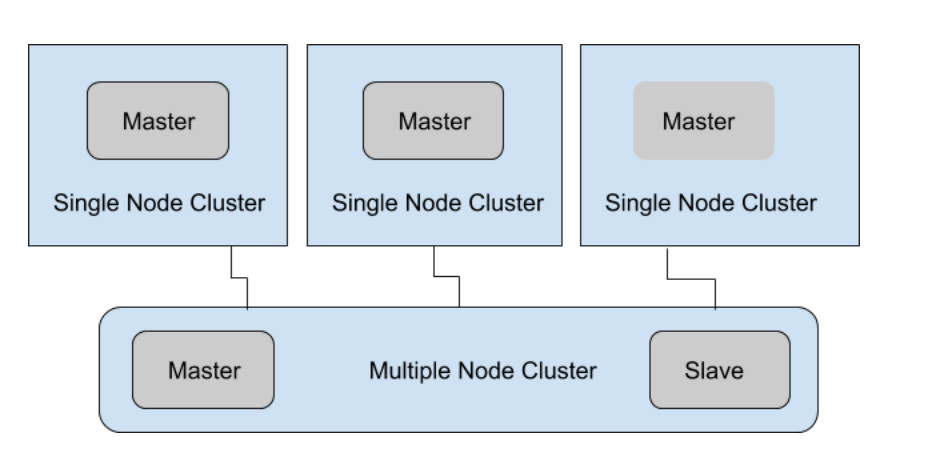 Master
Single Node Cluster
Master
Single Node Cluster
Master
Single Node Cluster
Master
Multiple Node Cluster
Slave